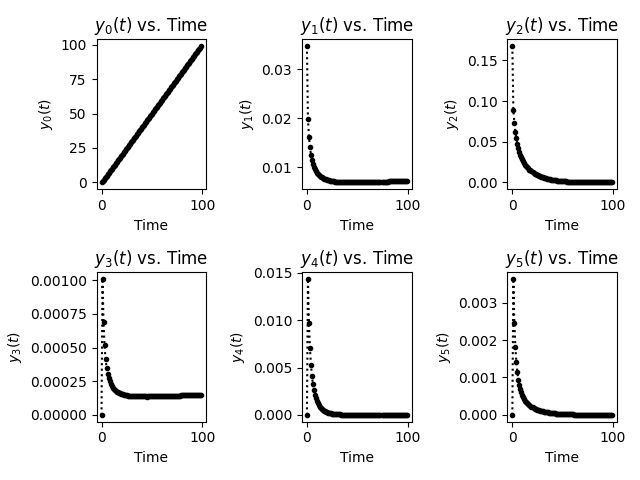 y₀(t) vs. Time
100
75
50
25
0
y₀(t)
0 100
Time
y₁(t) vs. Time
0.03
0.02
0.01
y₁(t)
0 100
Time
y₂(t) vs. Time
0.15
0.10
0.05
0.00
y₂(t)
0 100
Time
y₃(t) vs. Time
0.00100
0.00075
0.00050
0.00025
0.00000
y₃(t)
0 100
Time
y₄(t) vs. Time
0.015
0.010
0.005
0.000
y₄(t)
0 100
Time
y₅(t) vs. Time
0.003
0.002
0.001
0.000
y₅(t)
0 100
Time